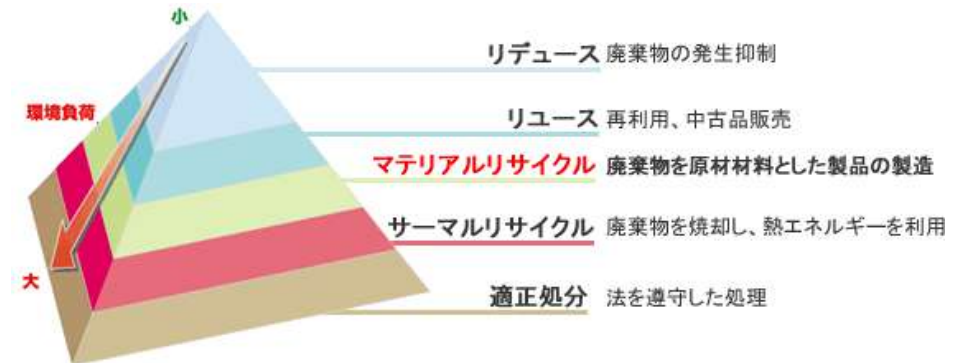 小
リデュース 廃棄物の発生抑制
環境負荷
リユース 再利用、中古品販売
マテリアルリサイクル 廃棄物を原材材料とした製品の製造
サーマルリサイクル 廃棄物を焼却し、熱エネルギーを利用
大
適正処分 法を遵守した処理